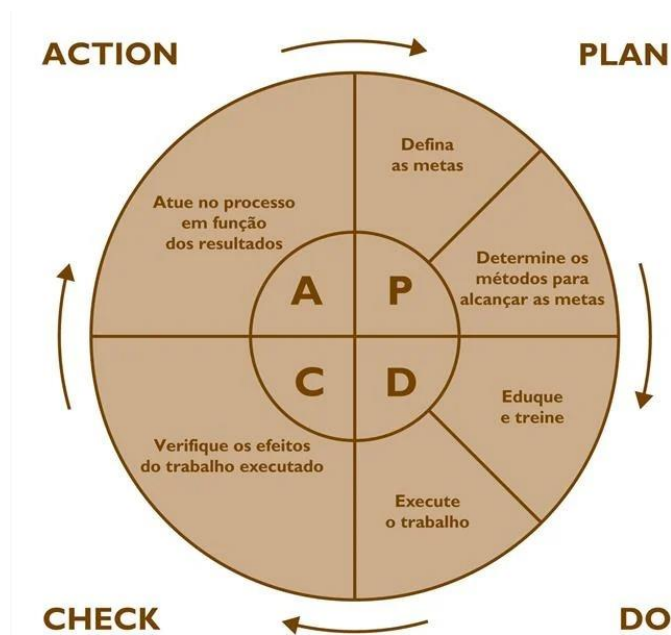 ACTION
PLAN
Defina
as metas
Atue no processo
em função
dos resultados
Determine os
métodos para
alcançar as metas
A
P
C
D
Eduque
e treine
Verifique os efeitos
do trabalho executado
Execute
o trabalho
CHECK
DO